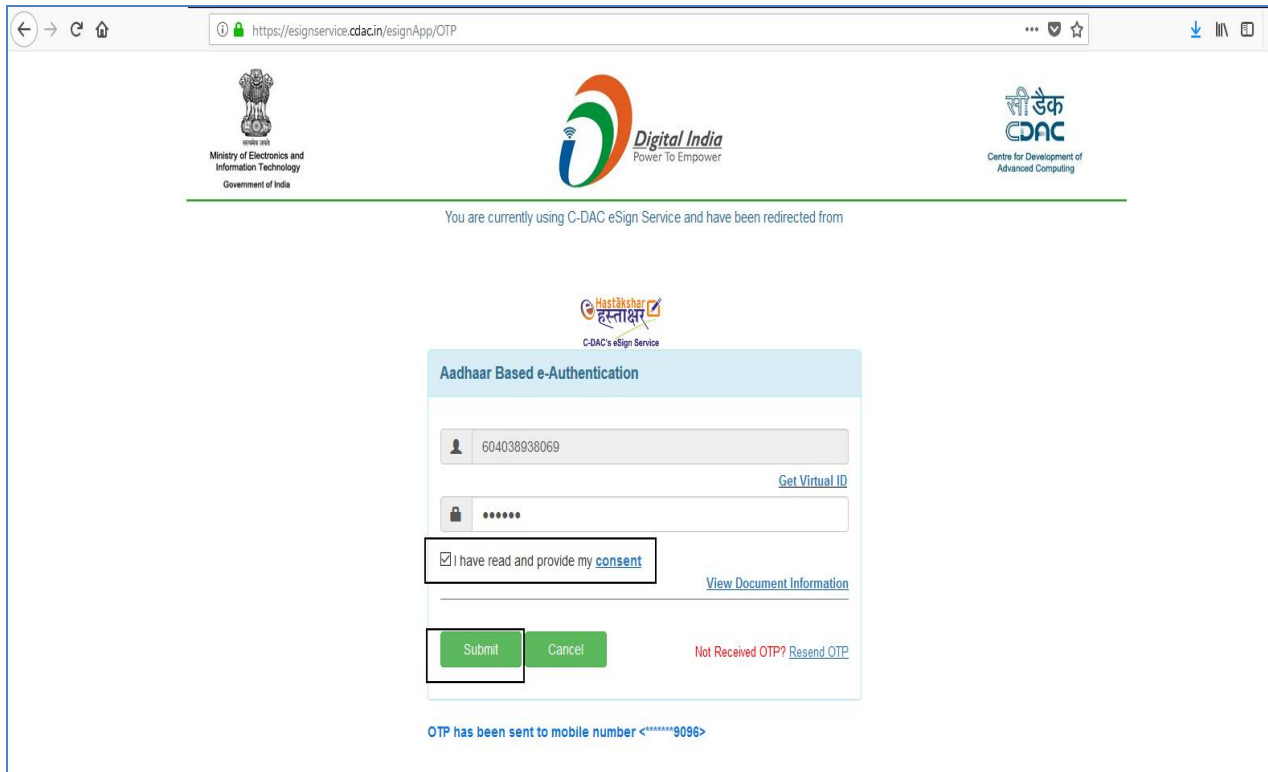 https://esignservice.cdac.in/esignApp/OTP
सत्यमेव जयते
Ministry of Electronics and
Information Technology
Government of India
Digital India
Power To Empower
सी डैक
CDAC
Centre for Development of
Advanced Computing
You are currently using C-DAC eSign Service and have been redirected from
e Hastākshar
हस्ताक्षर
C-DAC's eSign Service
Aadhaar Based e-Authentication
604038938069
Get Virtual ID
••••••
I have read and provide my consent
View Document Information
Submit Cancel Not Received OTP? Resend OTP
OTP has been sent to mobile number <*******9096>